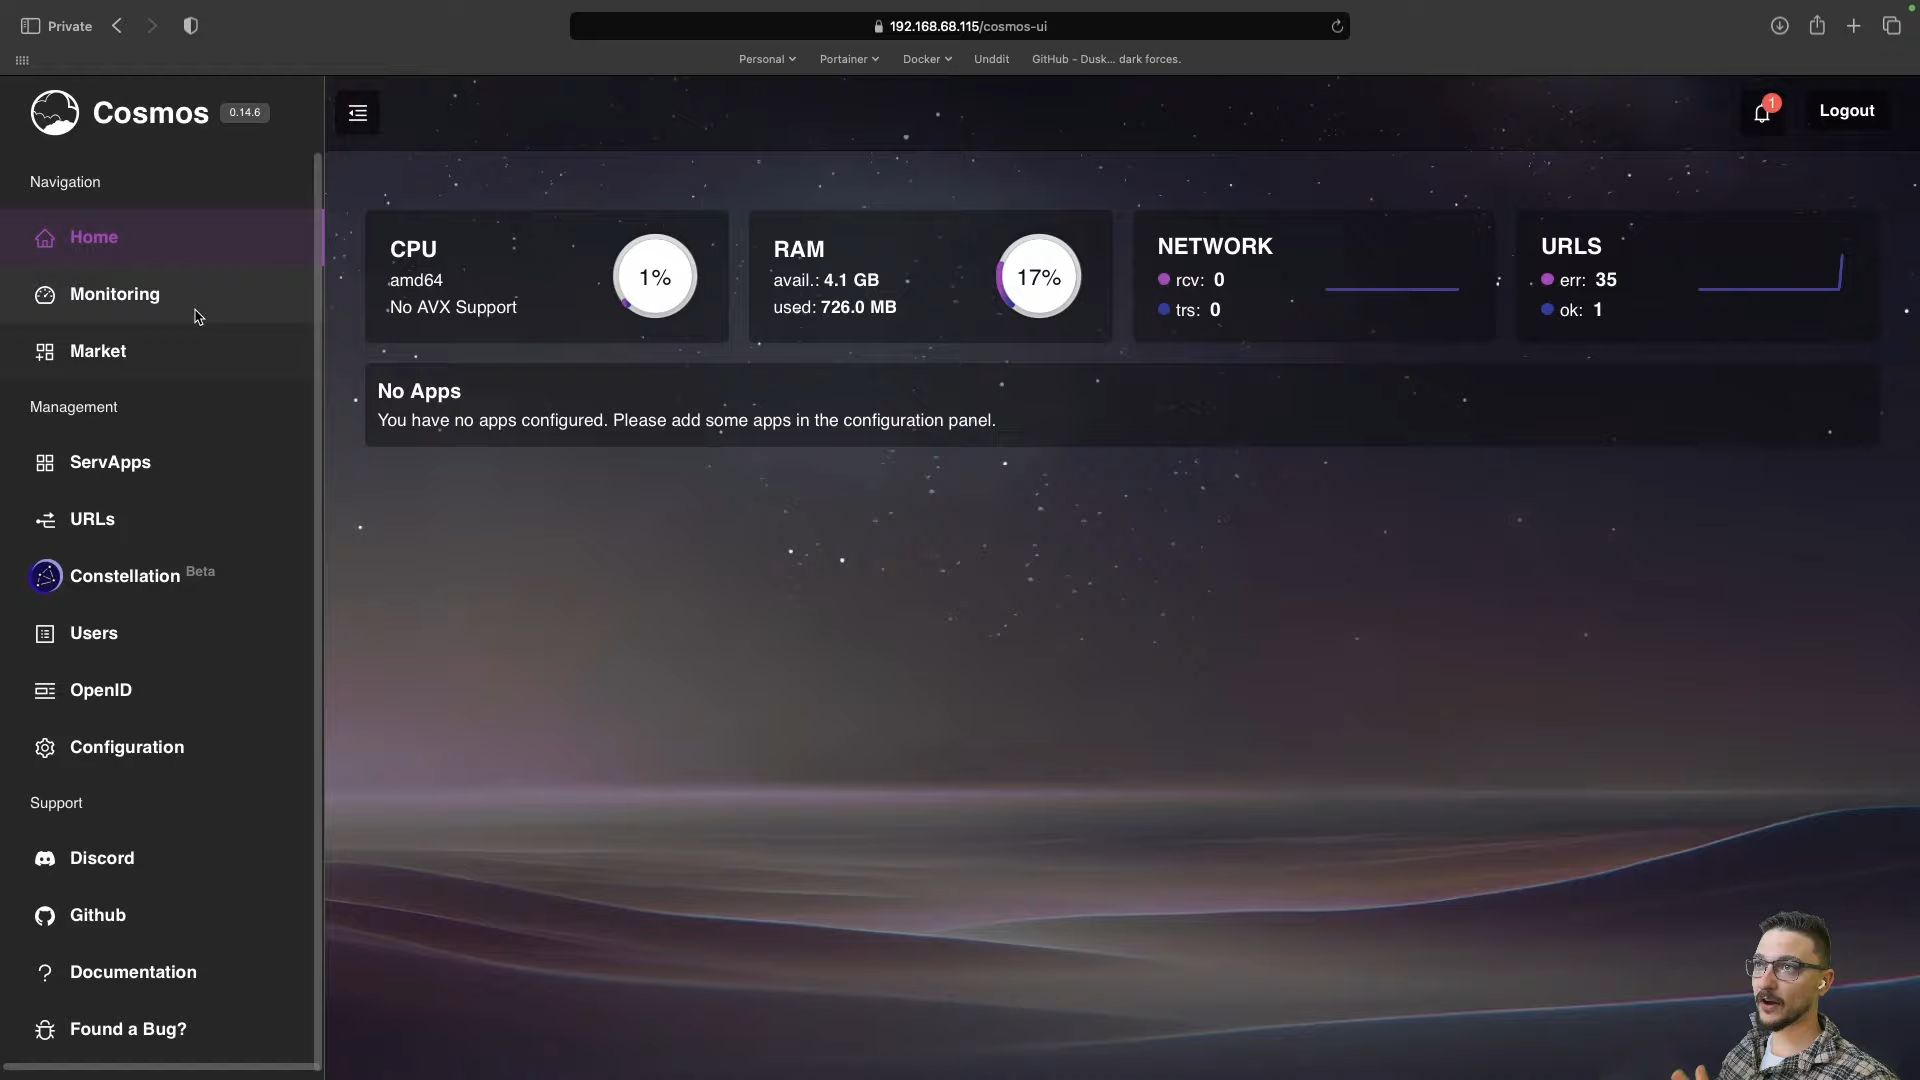 Private
192.168.68.115/cosmos-ui
Personal
Portainer
Docker
Unddit
GitHub - Dusk... dark forces.
Cosmos
0.14.6
1
Logout
Navigation
Home
Monitoring
Market
Management
ServApps
URLs
Constellation Beta
Users
OpenID
Configuration
Support
Discord
Github
Documentation
Found a Bug?
CPU
amd64
No AVX Support
1%
RAM
avail.: 4.1 GB
used: 726.0 MB
17%
NETWORK
rcv: 0
trs: 0
URLS
err: 35
ok: 1
No Apps
You have no apps configured. Please add some apps in the configuration panel.